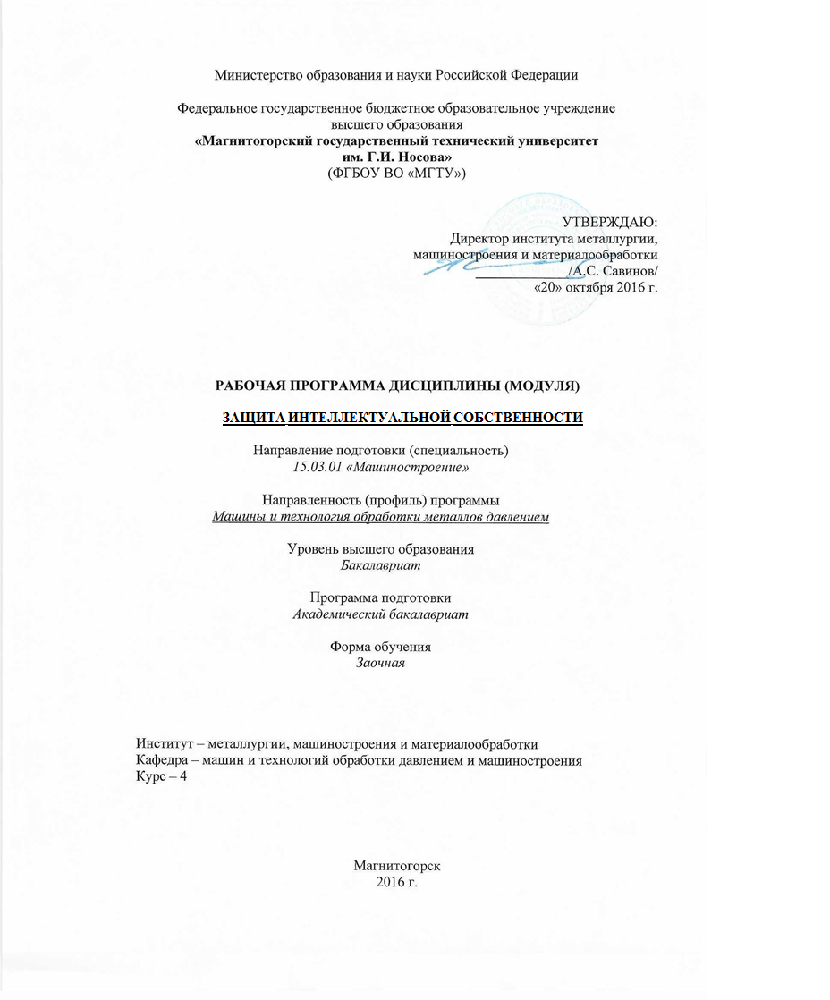 Министерство образования и науки Российской Федерации
Федеральное государственное бюджетное образовательное учреждение
высшего образования
«Магнитогорский государственный технический университет
им. Г.И. Носова»
(ФГБОУ ВО «МГТУ»)
УТВЕРЖДАЮ:
Директор института металлургии,
машиностроения и материалообработки
/А.С. Савинов/
«20» октября 2016 г.
РАБОЧАЯ ПРОГРАММА ДИСЦИПЛИНЫ (МОДУЛЯ)
ЗАЩИТА ИНТЕЛЛЕКТУАЛЬНОЙ СОБСТВЕННОСТИ
Направление подготовки (специальность)
15.03.01 «Машиностроение»
Направленность (профиль) программы
Машины и технология обработки металлов давлением
Уровень высшего образования
Бакалавриат
Программа подготовки
Академический бакалавриат
Форма обучения
Заочная
Институт – металлургии, машиностроения и материалообработки
Кафедра – машин и технологий обработки давлением и машиностроения
Курс – 4
Магнитогорск
2016 г.